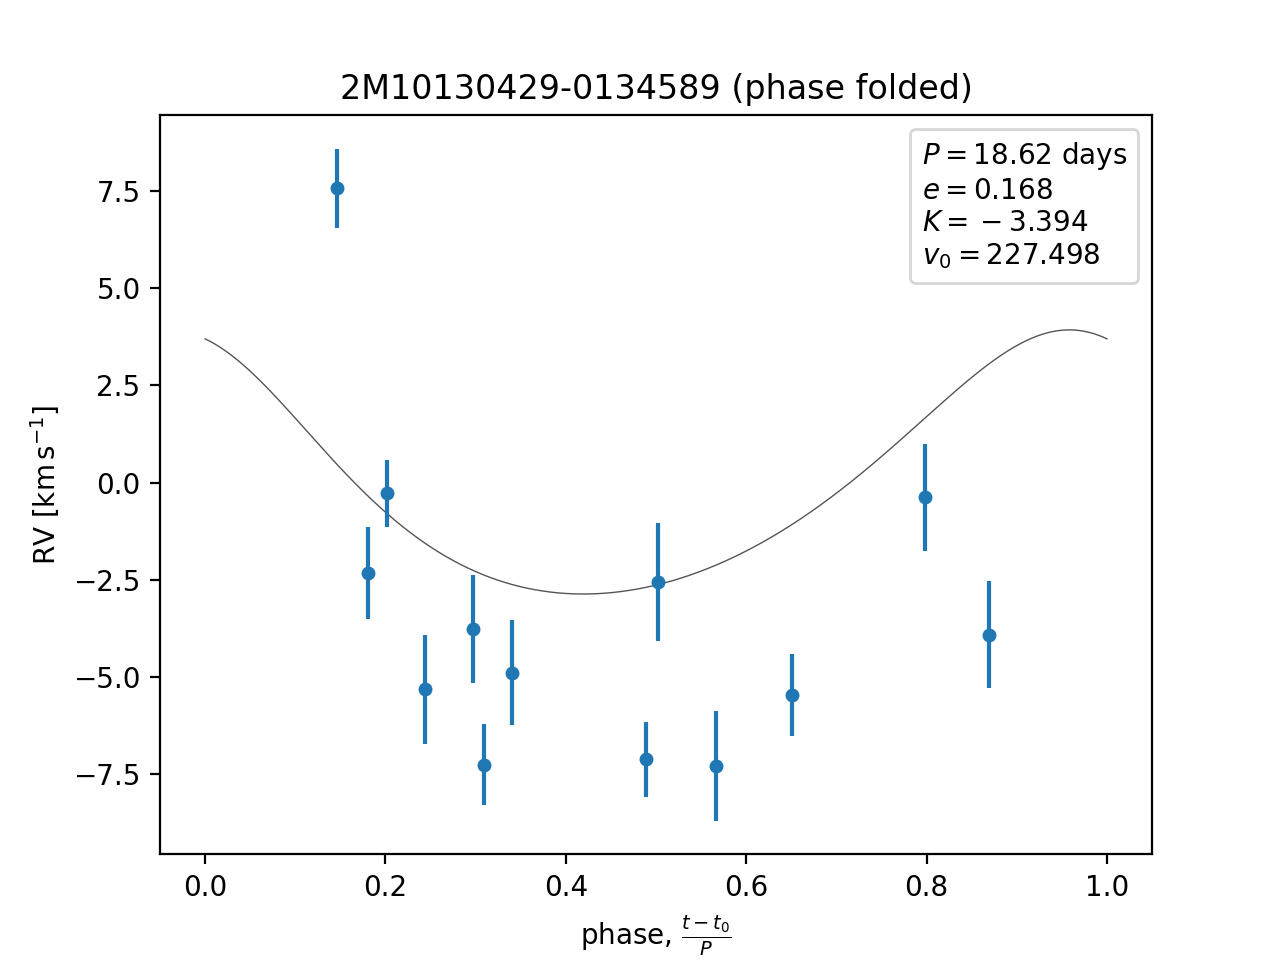 2M10130429-0134589 (phase folded)
P = 18.62 days
e = 0.168
K = −3.394
v₀ = 227.498
RV [km s⁻¹]
7.5
5.0
2.5
0.0
−2.5
−5.0
−7.5
0.0 0.2 0.4 0.6 0.8 1.0
phase, (t − t₀)/P